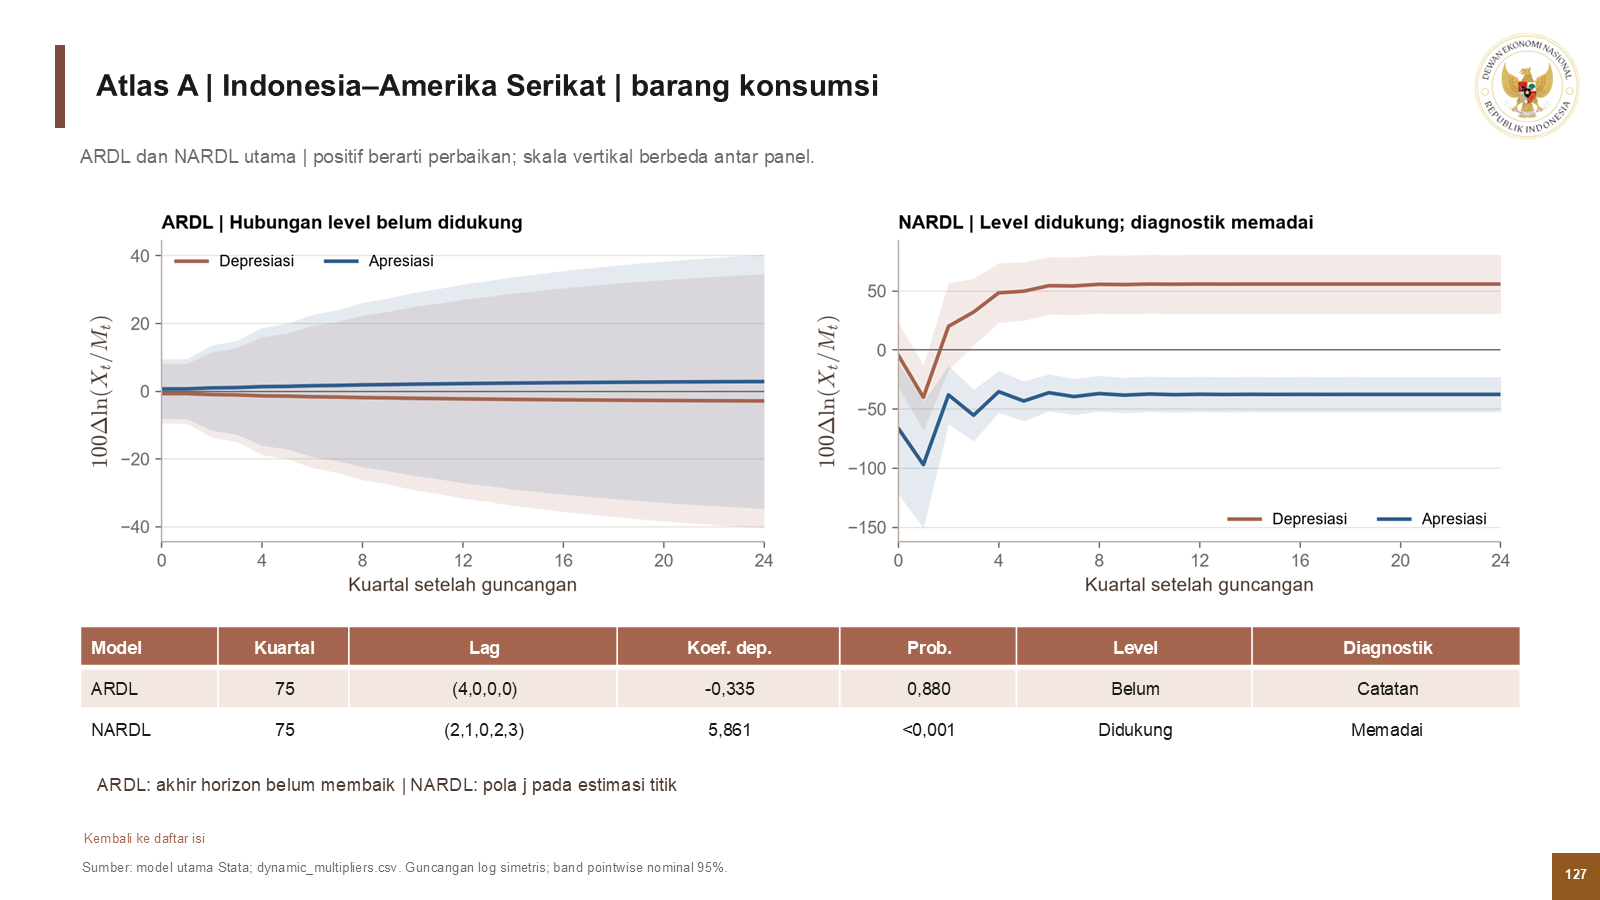 Atlas A | Indonesia–Amerika Serikat | barang konsumsi
DEWAN EKONOMI NASIONAL
REPUBLIK INDONESIA
ARDL dan NARDL utama | positif berarti perbaikan; skala vertikal berbeda antar panel.
ARDL | Hubungan level belum didukung
Depresiasi Apresiasi
100Δln(X_t/M_t)
40
20
0
−20
−40
0 4 8 12 16 20 24
Kuartal setelah guncangan
NARDL | Level didukung; diagnostik memadai
100Δln(X_t/M_t)
50
0
−50
−100
−150
Depresiasi Apresiasi
0 4 8 12 16 20 24
Kuartal setelah guncangan
Model Kuartal Lag Koef. dep. Prob. Level Diagnostik
ARDL 75 (4,0,0,0) -0,335 0,880 Belum Catatan
NARDL 75 (2,1,0,2,3) 5,861 <0,001 Didukung Memadai
ARDL: akhir horizon belum membaik | NARDL: pola j pada estimasi titik
Kembali ke daftar isi
Sumber: model utama Stata; dynamic_multipliers.csv. Guncangan log simetris; band pointwise nominal 95%.
127